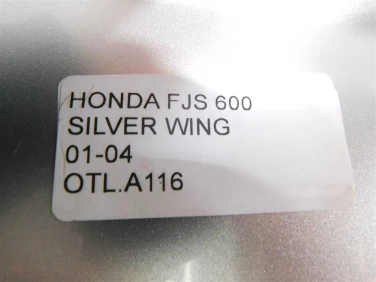 HONDA FJS 600
SILVER WING
01-04
OTL.A116